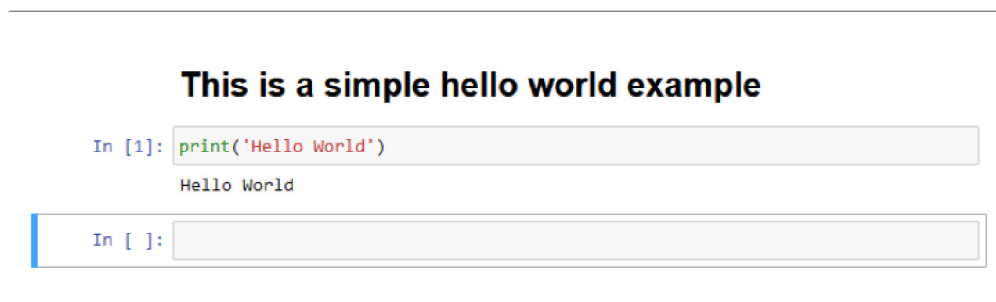 This is a simple hello world example
In [1]: print('Hello World')
Hello World
In [ ]: